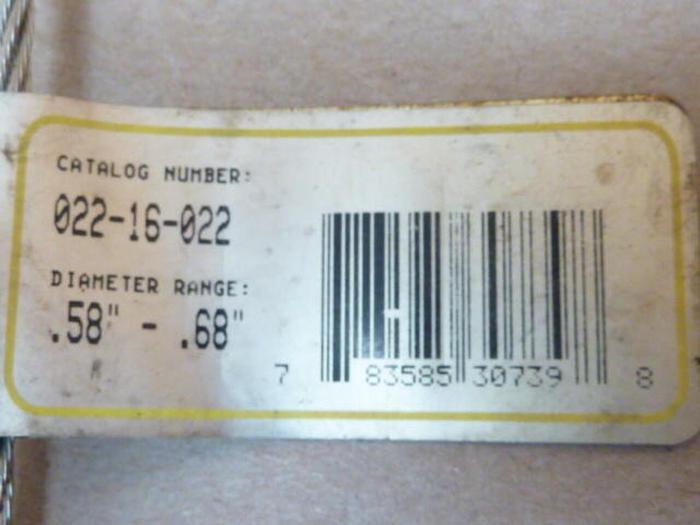 CATALOG NUMBER:
022-16-022
DIAMETER RANGE:
.58" - .68"
7 83585 30739 8